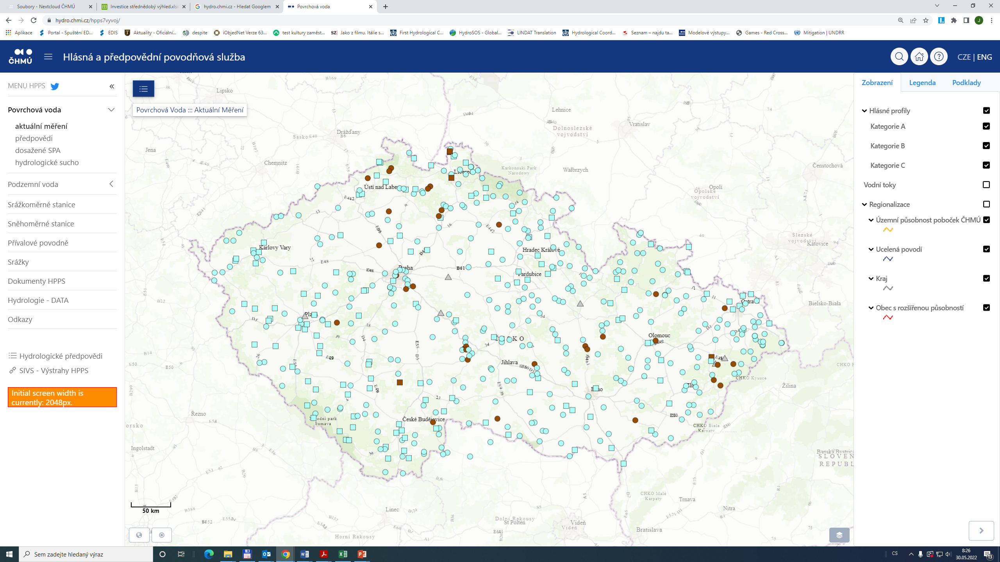 Soubory - Nextcloud ČHMÚ
Investice střednědobý výhled.xlsx
hydro.chmi.cz - Hledat Googlem
Povrchová voda
hydro.chmi.cz/hpps7vyvoj/
J
Aplikace
Portal - Spuštění ED...
EDIS
Aktuality - Oficiální...
despite
iObjedNet Verze 63...
test kultury zaměst...
Jako z filmu. Itálie s...
First Hydrological C...
HydroSOS - Global...
LINDAT Translation
Hydrological Coord...
Seznam – najdu ta...
Modelové výstupy...
Games - Red Cross...
Mitigation | UNDRR
ČHMÚ
Hlásná a předpovědní povodňová služba
CZE | ENG
MENU HPPS
Povrchová voda
aktuální měření
předpovědi
dosažené SPA
hydrologické sucho
Podzemní voda
Srážkoměrné stanice
Sněhoměrné stanice
Přívalové povodně
Srážky
Dokumenty HPPS
Hydrologie - DATA
Odkazy
Hydrologické předpovědi
SIVS - Výstrahy HPPS
Initial screen width is
currently: 2048px.
Povrchová Voda ::: Aktuální Měření
Lipsko
Lehnice
Vratislav
Dolnoslezské
vojvodství
Drážďany
Sasko
Jena
Chemnitz
Karkonoski Park
Narodowy
Wałbrzych
Čenstochová
Opolí
Opolské
vojvodství
Ústí nad Labe
Karlovy Vary
Hradec Králové
Slezské
vojvodství
Katovice
Praha
Pardubice
Bielsko-Biała
Plzeň
Olomouc
Jihlava
Brno
CHKO Kysuce
Žilina
Řezno
Národní park
Šumava
České Budějovice
CHKO Biele
Karpaty
Ingolstadt
Banská Bystrica
SLOVEN
REPUBL
CHKO Malé
Karpaty
Trnava
Nitra
Linec
Dolní Rakousy
St Polten
Vídeň
Vídeň
Bratislava
Horní Rakousy
50 km
Zobrazení
Legenda
Podklady
Hlásné profily
Kategorie A
Kategorie B
Kategorie C
Vodní toky
Regionalizace
Územní působnost poboček ČHMÚ
Ucelená povodí
Kraj
Obec s rozšířenou působností
Sem zadejte hledaný výraz
CS
8:26
30.05.2022
13